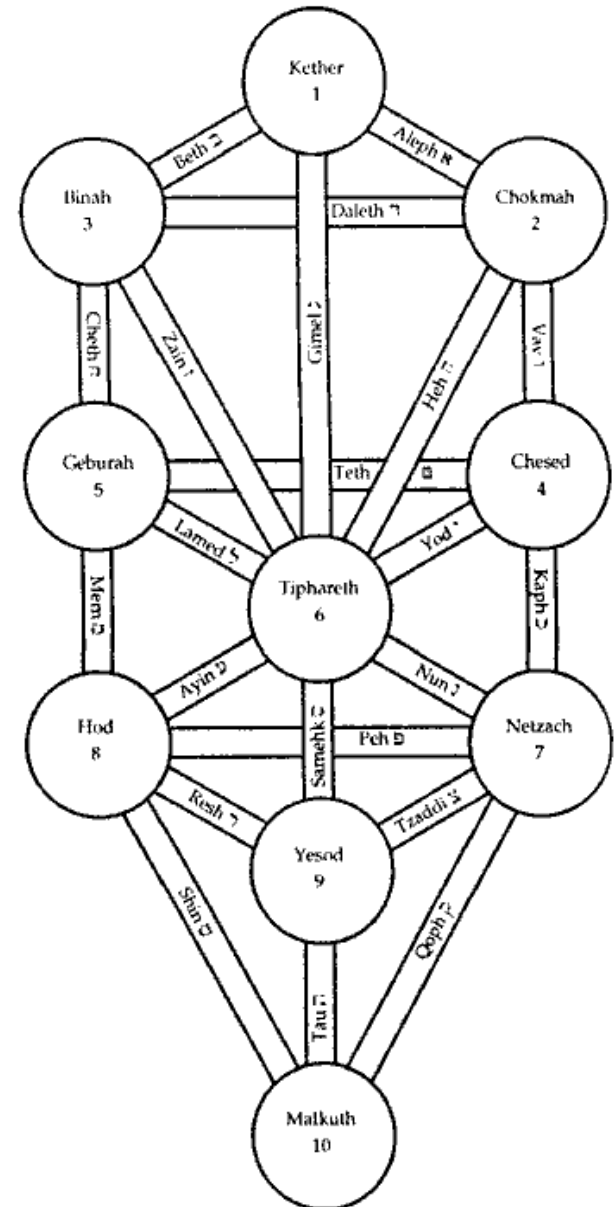 Kether
1
Beth ב
Aleph א
Binah
3
Chokmah
2
Daleth ד
Cheth ח
Zain ז
Gimel
Heh ה
Vav ו
Geburah
5
Teth
Chesed
4
Lamed ל
Yod י
Tiphareth
6
Mem
Kaph כ
Ayin ע
Nun נ
Hod
8
Samehk
Peh פ
Netzach
7
Resh ר
Tzaddi צ
Yesod
9
Shin
Qoph ק
Tau
Malkuth
10